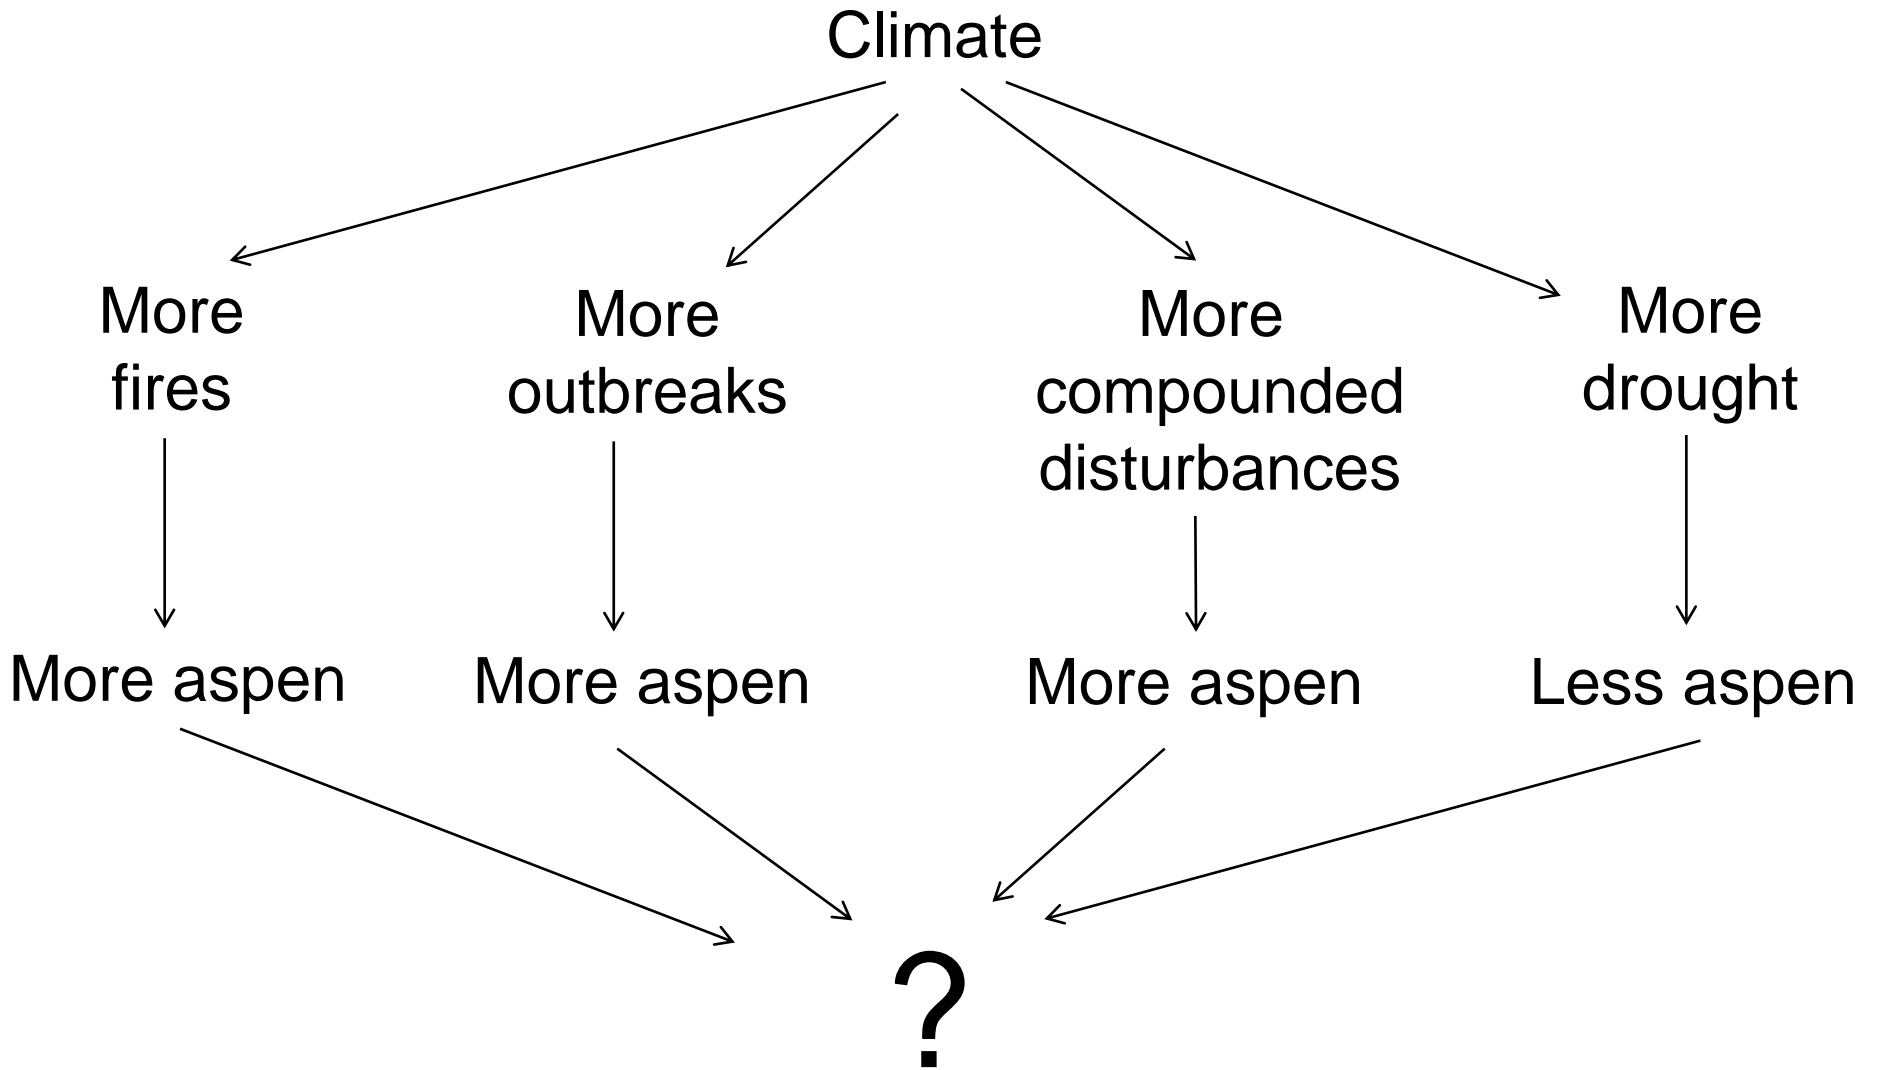 Climate
More
fires
More
outbreaks
More
compounded
disturbances
More
drought
More aspen
More aspen
More aspen
Less aspen
?